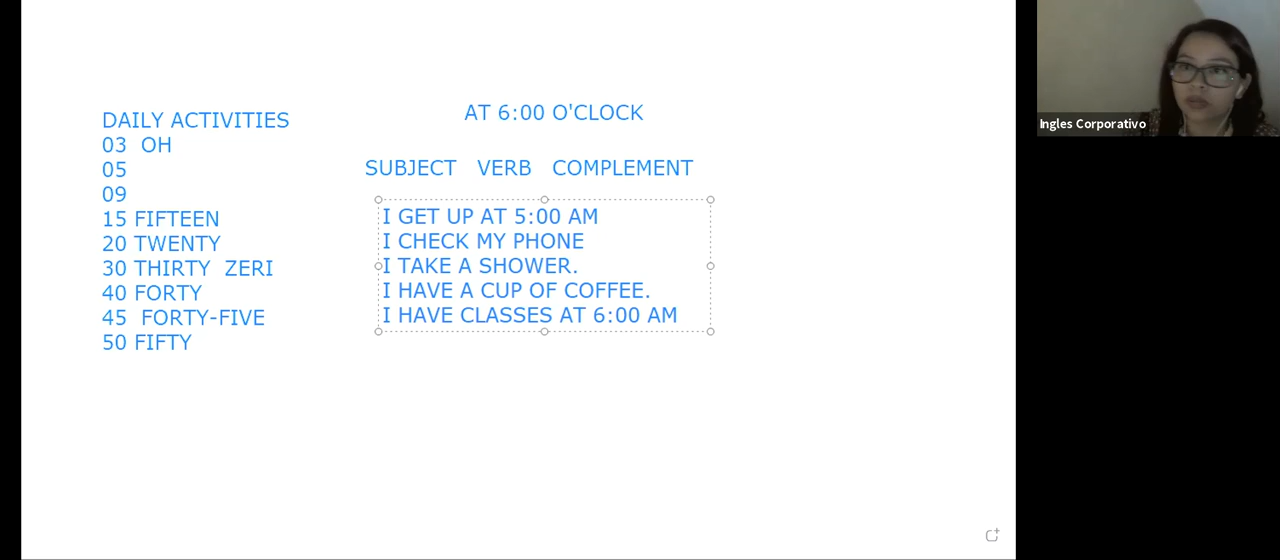 DAILY ACTIVITIES
03 OH
05
09
15 FIFTEEN
20 TWENTY
30 THIRTY ZERI
40 FORTY
45 FORTY-FIVE
50 FIFTY
AT 6:00 O'CLOCK
SUBJECT VERB COMPLEMENT
I GET UP AT 5:00 AM
I CHECK MY PHONE
I TAKE A SHOWER.
I HAVE A CUP OF COFFEE.
I HAVE CLASSES AT 6:00 AM
Ingles Corporativo